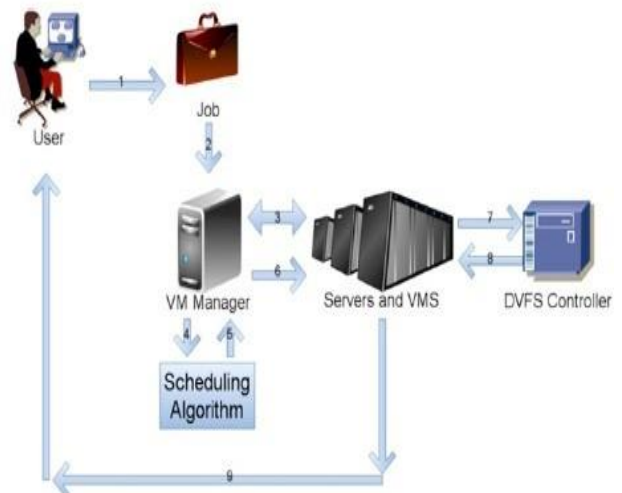 1
User
Job
2
3
7
6
8
VM Manager
Servers and VMS
DVFS Controller
4
5
Scheduling
Algorithm
9